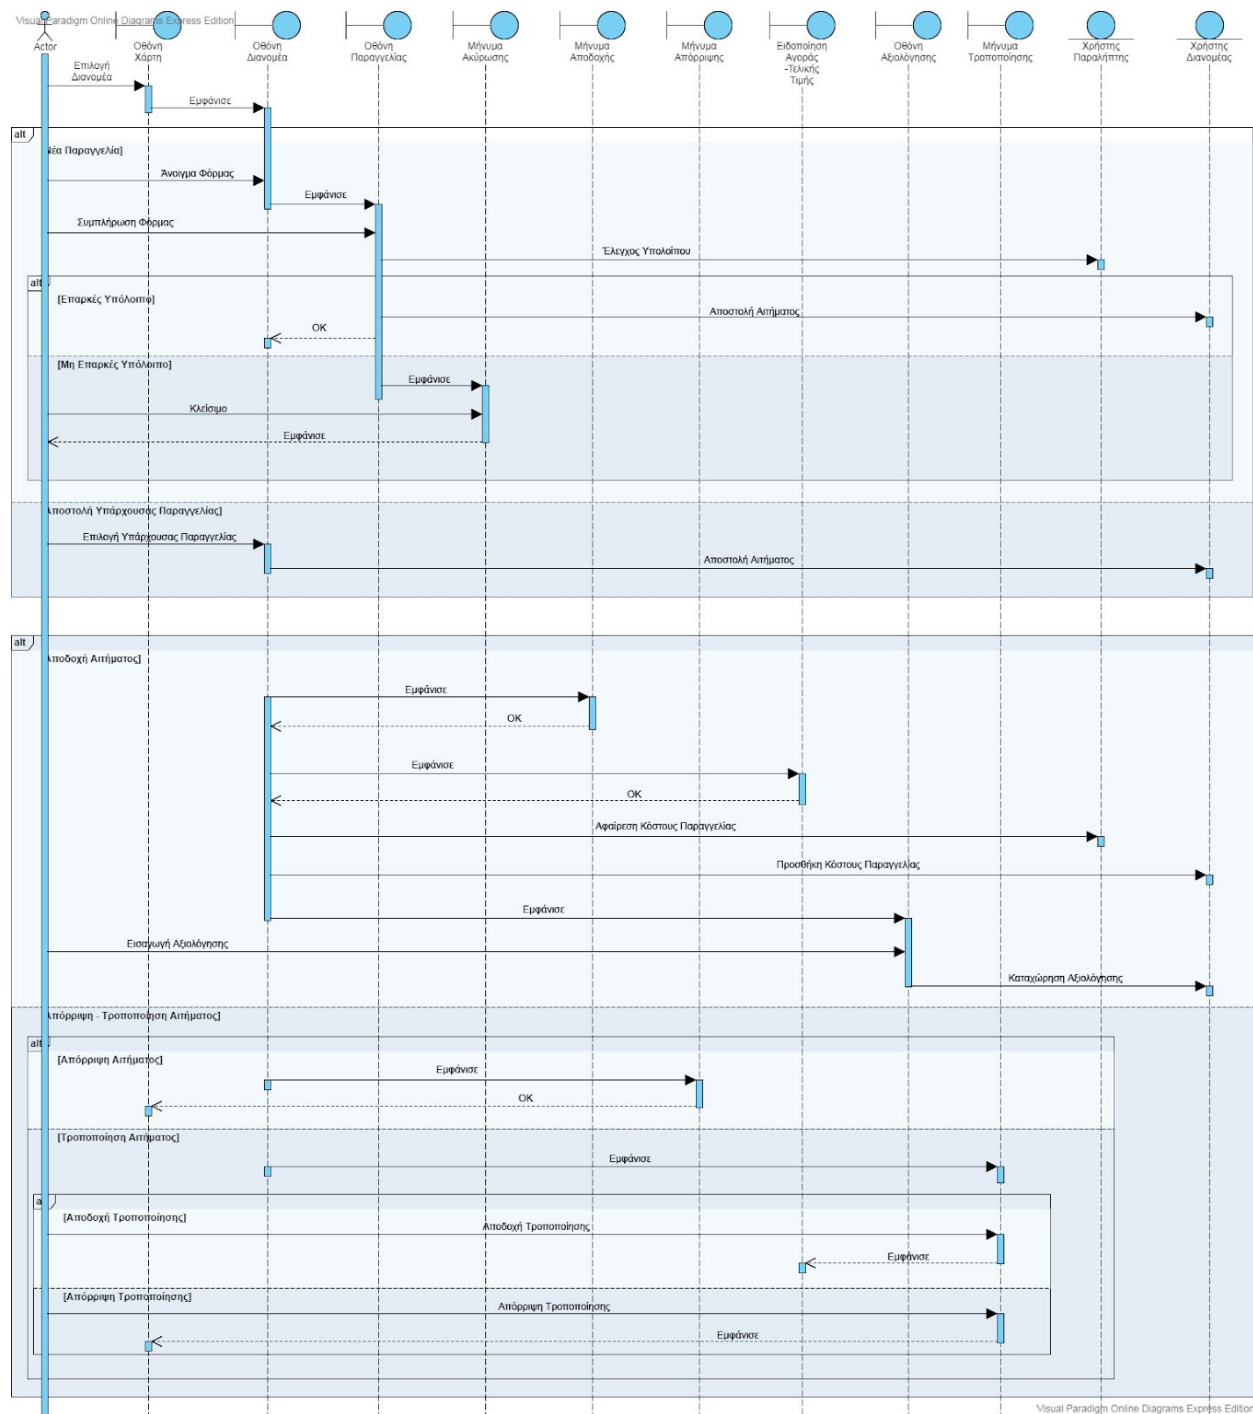 Visual Paradigm Online Diagrams Express Edition
Actor
Οθόνη
Χάρτη
Οθόνη
Διανομέα
Οθόνη
Παραγγελίας
Μήνυμα
Ακύρωσης
Μήνυμα
Αποδοχής
Μήνυμα
Απόρριψης
Ειδοποίηση
Αγοράς
-Τελικής
Τιμής
Οθόνη
Αξιολόγησης
Μήνυμα
Τροποποίησης
Χρήστης
Παραλήπτης
Χρήστης
Διανομέας
Επιλογή
Διανομέα
Εμφάνισε
alt
Νέα Παραγγελία]
Άνοιγμα Φόρμας
Εμφάνισε
Συμπλήρωση Φόρμας
Έλεγχος Υπολοίπου
alt
[Επαρκές Υπόλοιπο]
Αποστολή Αιτήματος
OK
[Μη Επαρκές Υπόλοιπο]
Εμφάνισε
Κλείσιμο
Εμφάνισε
Αποστολή Υπάρχουσας Παραγγελίας]
Επιλογή Υπάρχουσας Παραγγελίας
Αποστολή Αιτήματος
alt
Αποδοχή Αιτήματος]
Εμφάνισε
OK
Εμφάνισε
OK
Αφαίρεση Κόστους Παραγγελίας
Προσθήκη Κόστους Παραγγελίας
Εμφάνισε
Εισαγωγή Αξιολόγησης
Καταχώρηση Αξιολόγησης
Απόρριψη - Τροποποίηση Αιτήματος]
alt
[Απόρριψη Αιτήματος]
Εμφάνισε
OK
[Τροποποίηση Αιτήματος]
Εμφάνισε
[Αποδοχή Τροποποίησης]
Αποδοχή Τροποποίησης
Εμφάνισε
[Απόρριψη Τροποποίησης]
Απόρριψη Τροποποίησης
Εμφάνισε
Visual Paradigm Online Diagrams Express Edition